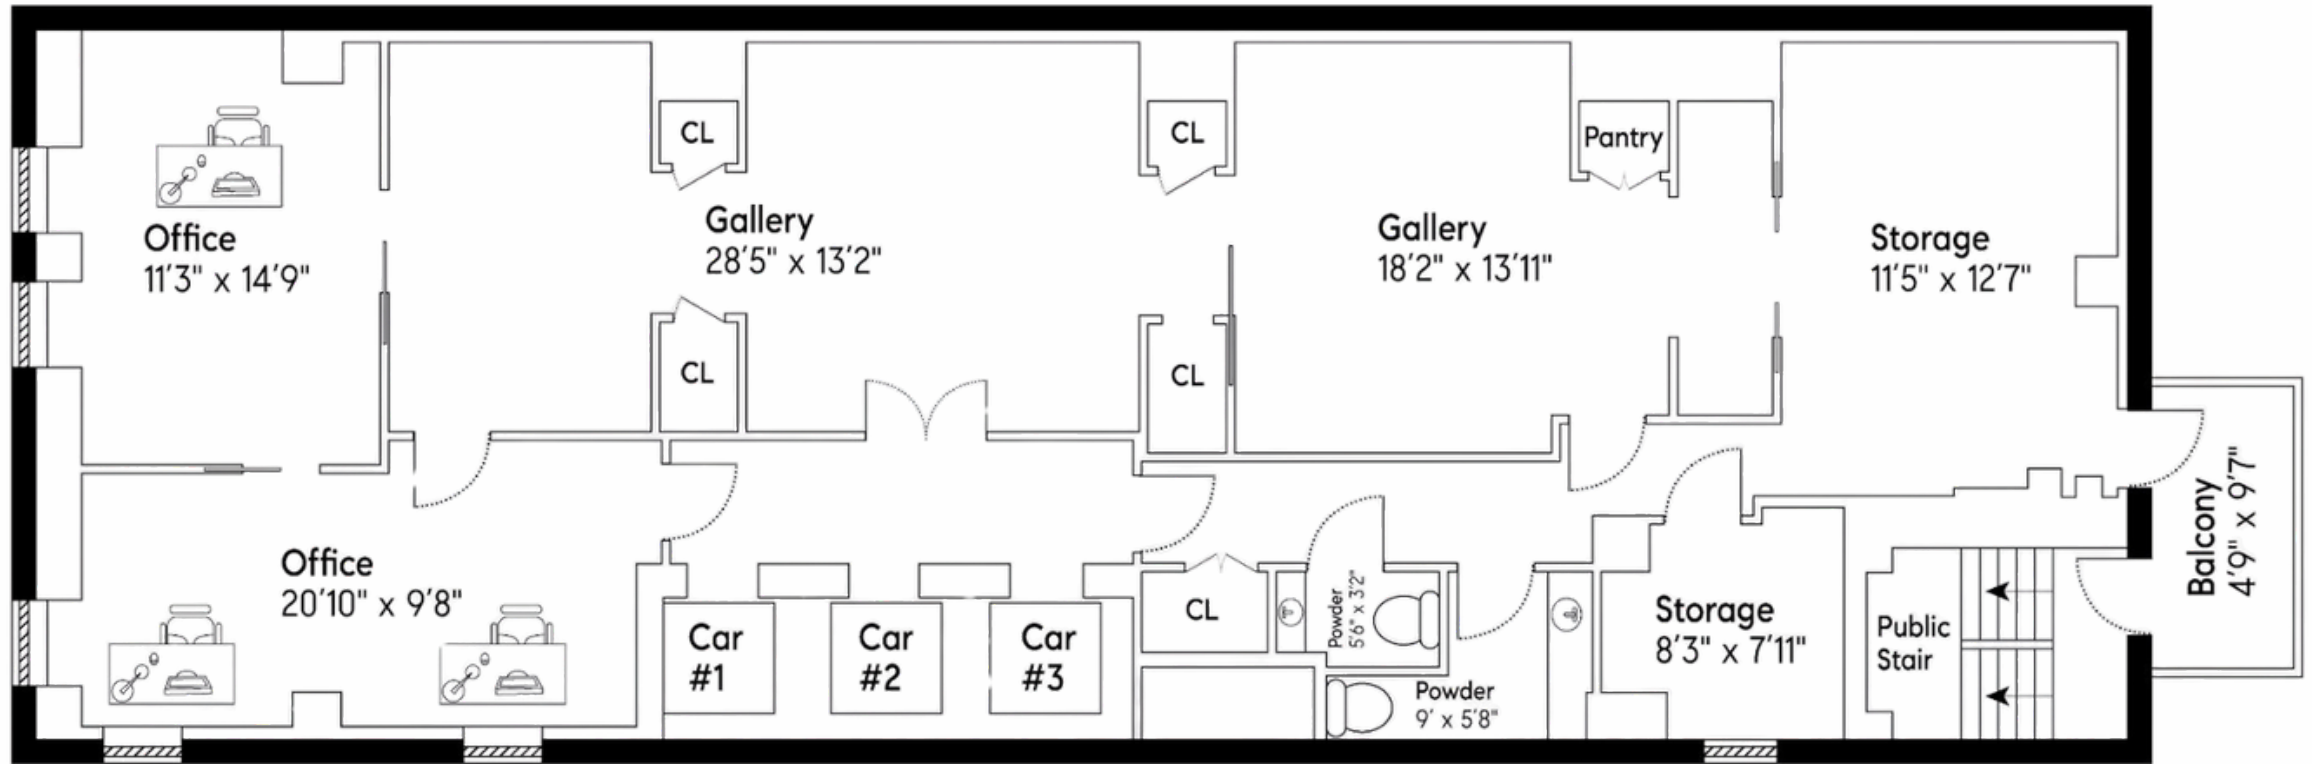 CL
CL
Pantry
Office
11'3" x 14'9"
Gallery
28'5" x 13'2"
Gallery
18'2" x 13'11"
Storage
11'5" x 12'7"
CL
CL
Balcony
4'9" x 9'7"
Office
20'10" x 9'8"
Car
#1
Car
#2
Car
#3
CL
Powder
5'6" x 3'2"
Powder
9' x 5'8"
Storage
8'3" x 7'11"
Public
Stair